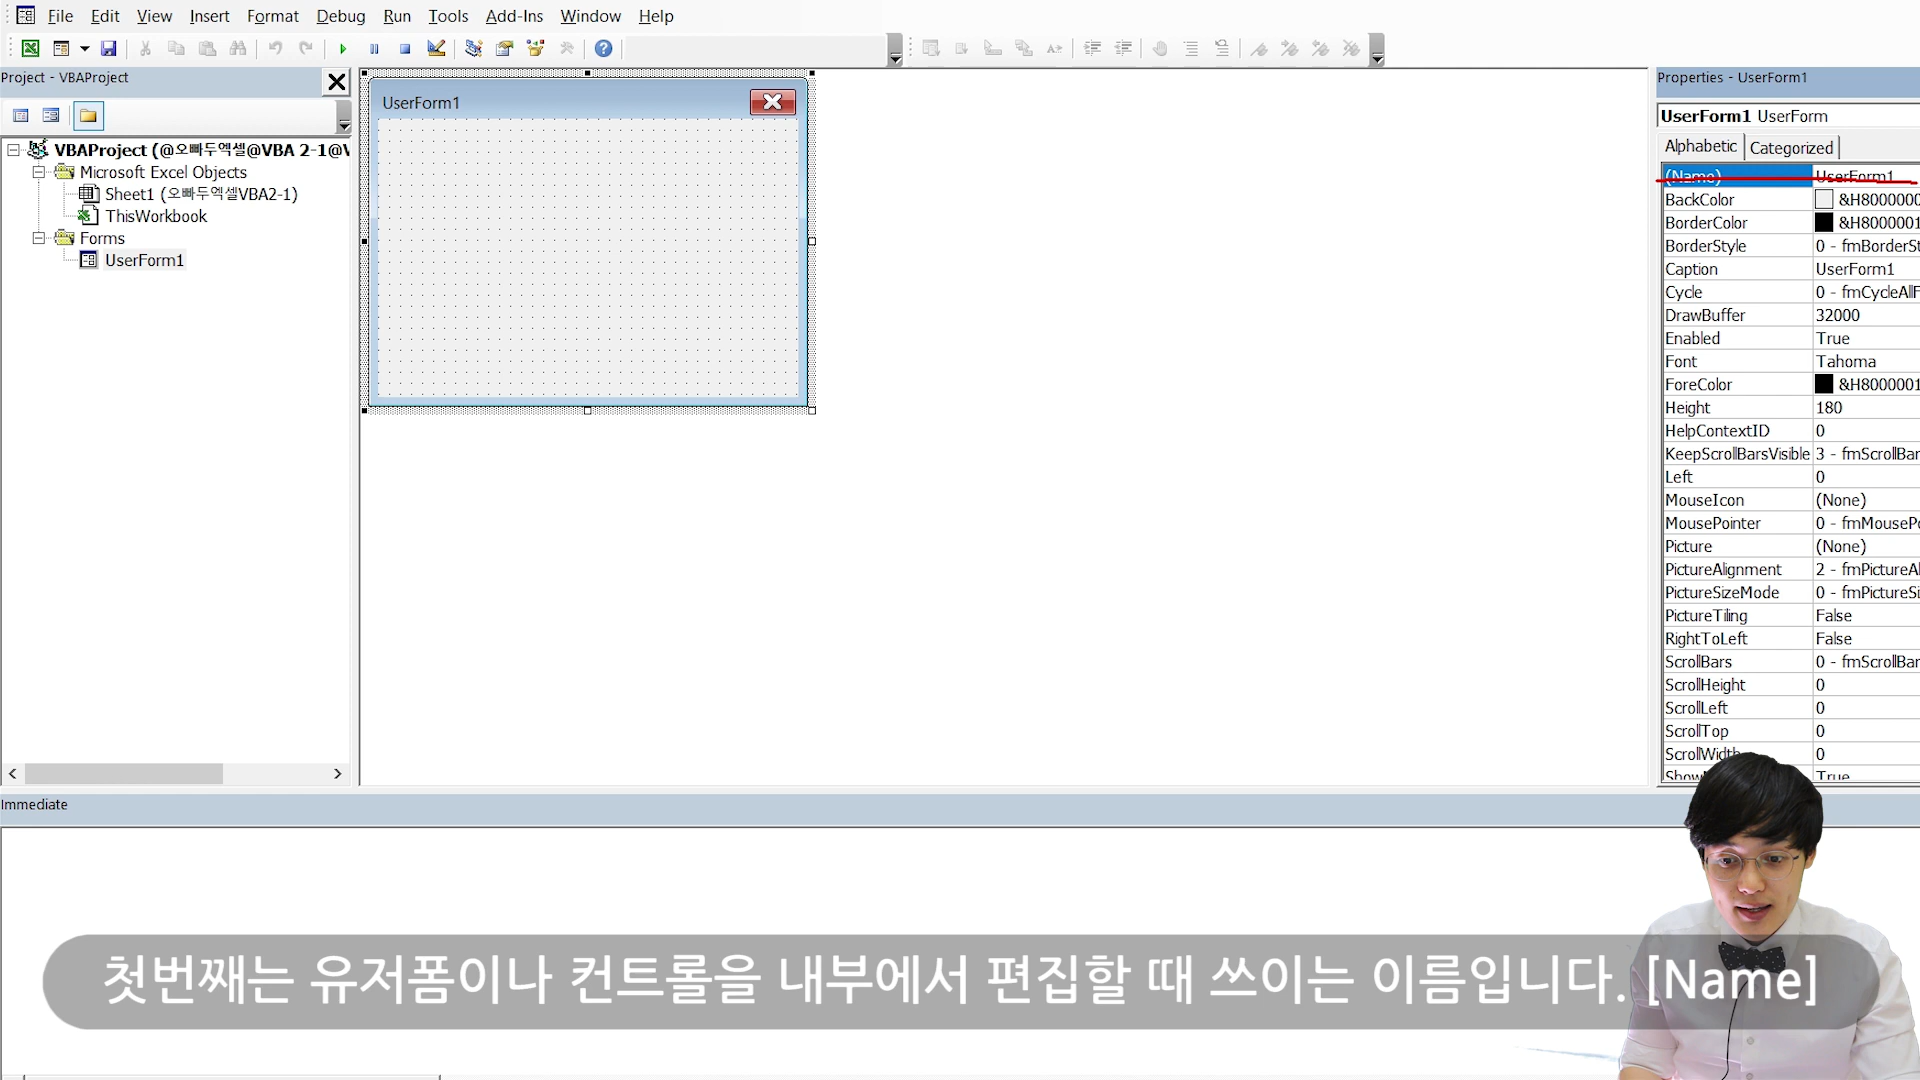 File Edit View Insert Format Debug Run Tools Add-Ins Window Help
Project - VBAProject
VBAProject (@오빠두엑셀@VBA 2-1@V
Microsoft Excel Objects
Sheet1 (오빠두엑셀VBA2-1)
ThisWorkbook
Forms
UserForm1
UserForm1
Properties - UserForm1
UserForm1 UserForm
Alphabetic Categorized
(Name) UserForm1
BackColor &H8000000
BorderColor &H8000001
BorderStyle 0 - fmBorderSt
Caption UserForm1
Cycle 0 - fmCycleAllF
DrawBuffer 32000
Enabled True
Font Tahoma
ForeColor &H8000001
Height 180
HelpContextID 0
KeepScrollBarsVisible 3 - fmScrollBar
Left 0
MouseIcon (None)
MousePointer 0 - fmMousePo
Picture (None)
PictureAlignment 2 - fmPictureAl
PictureSizeMode 0 - fmPictureSi
PictureTiling False
RightToLeft False
ScrollBars 0 - fmScrollBar
ScrollHeight 0
ScrollLeft 0
ScrollTop 0
ScrollWidth 0
True
Immediate
첫번째는 유저폼이나 컨트롤을 내부에서 편집할 때 쓰이는 이름입니다. [Name]